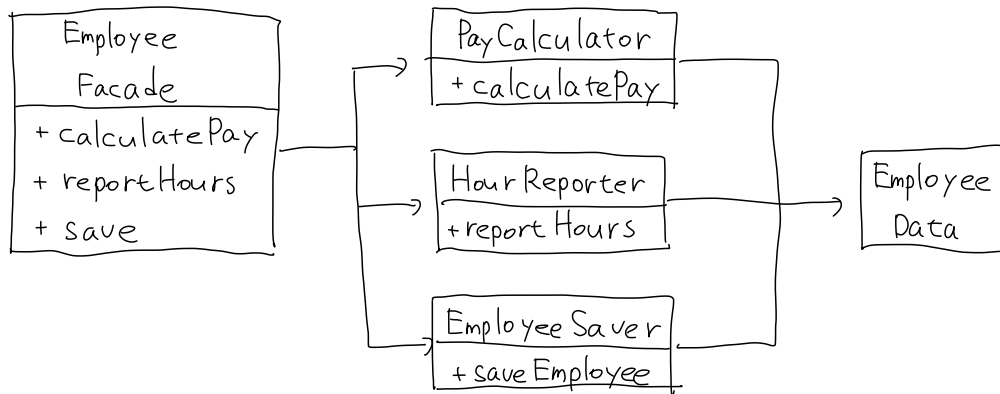 Employee
Facade
+ calculatePay
+ reportHours
+ save
PayCalculator
+ calculatePay
HourReporter
+ reportHours
EmployeeSaver
+ saveEmployee
Employee
Data